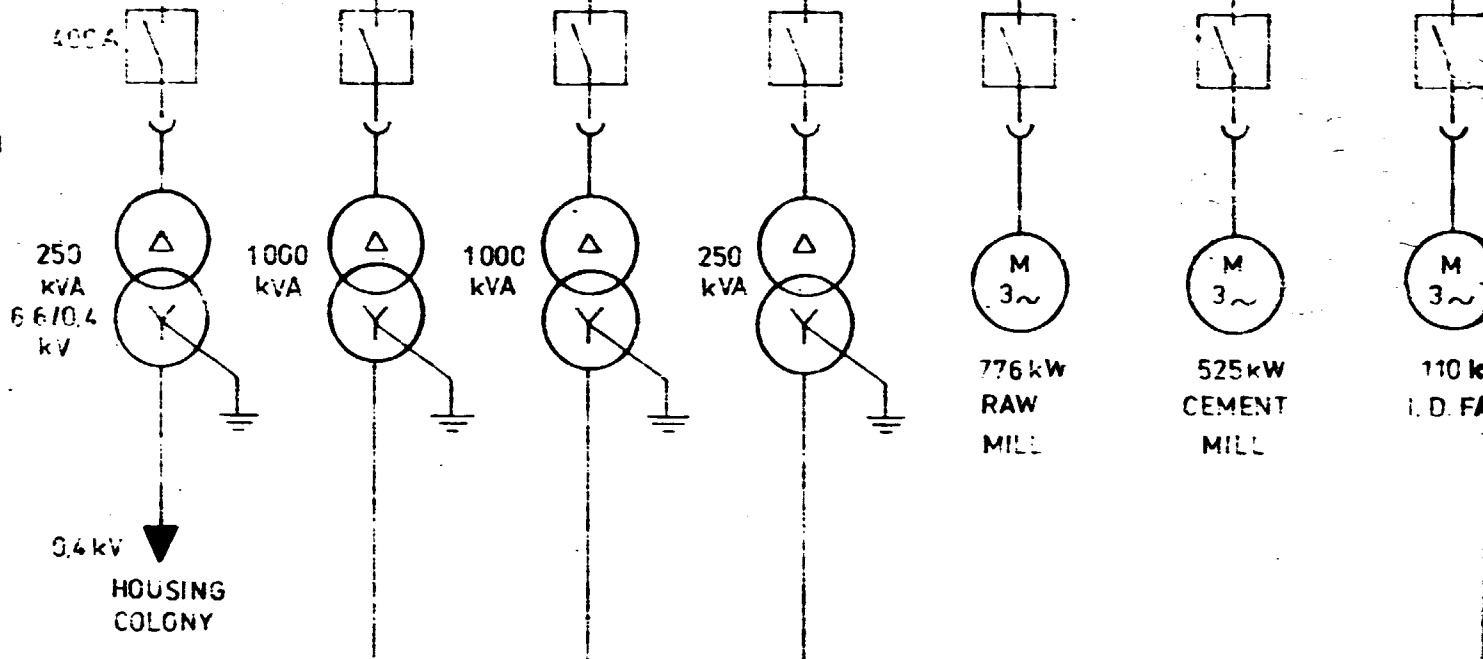 400A
250
kVA
6.6/0.4
kV
1000
kVA
1000
kVA
250
kVA
M
3~
M
3~
M
3~
776 kW
RAW
MILL
525 kW
CEMENT
MILL
110 k
I. D. FA
0,4 kV
HOUSING
COLONY